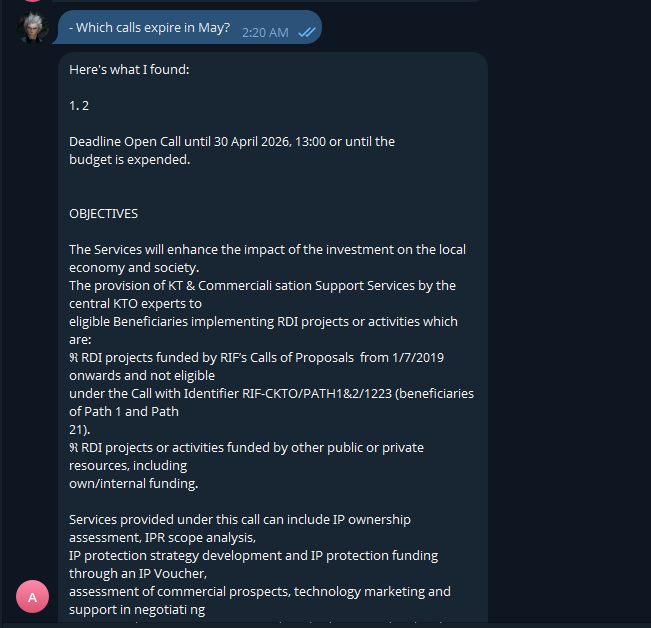 - Which calls expire in May?
2:20 AM
Here's what I found:
1. 2
Deadline Open Call until 30 April 2026, 13:00 or until the
budget is expended.
OBJECTIVES
The Services will enhance the impact of the investment on the local
economy and society.
The provision of KT & Commerciali sation Support Services by the
central KTO experts to
eligible Beneficiaries implementing RDI projects or activities which
are:
ℜ RDI projects funded by RIF's Calls of Proposals  from 1/7/2019
onwards and not eligible
under the Call with Identifier RIF-CKTO/PATH1&2/1223 (beneficiaries
of Path 1 and Path
21).
ℜ RDI projects or activities funded by other public or private
resources, including
own/internal funding.
Services provided under this call can include IP ownership
assessment, IPR scope analysis,
IP protection strategy development and IP protection funding
through an IP Voucher,
assessment of commercial prospects, technology marketing and
support in negotiati ng
A